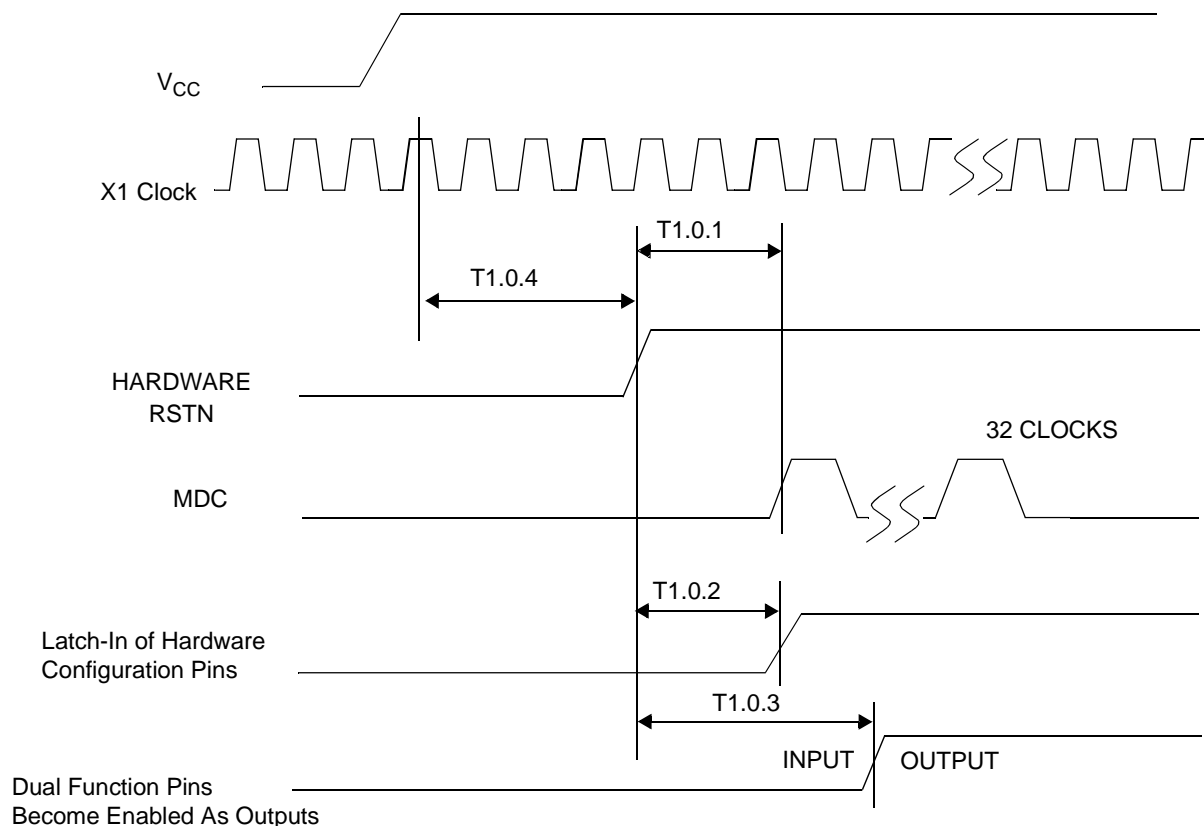 V_CC
X1 Clock
T1.0.1
T1.0.4
HARDWARE
RSTN
32 CLOCKS
MDC
T1.0.2
Latch-In of Hardware
Configuration Pins
T1.0.3
INPUT
OUTPUT
Dual Function Pins
Become Enabled As Outputs